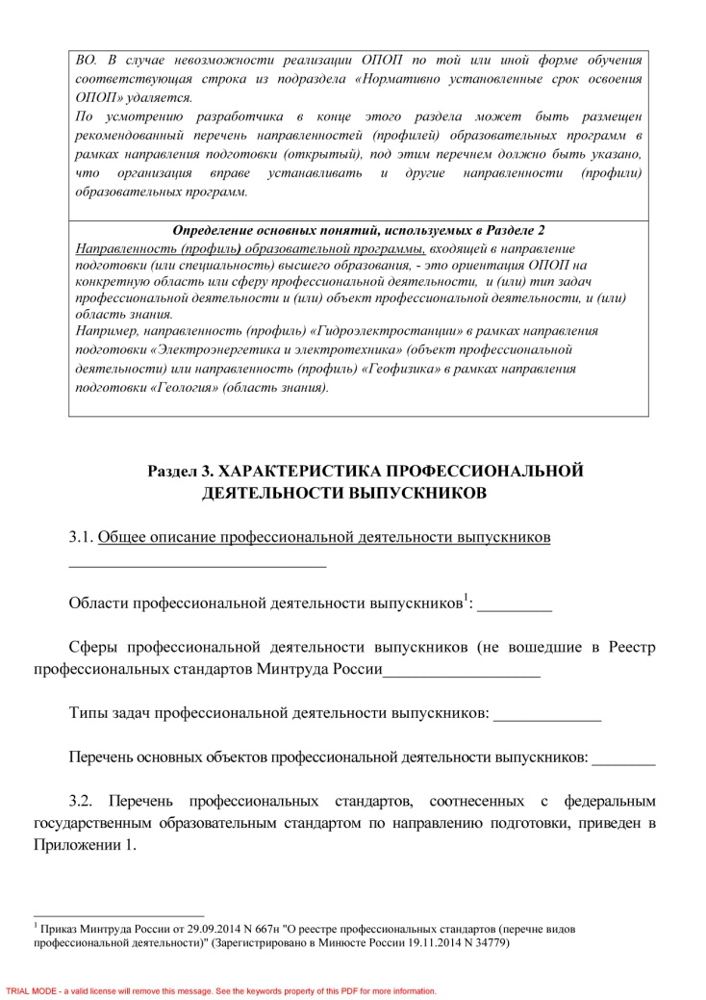 ВО. В случае невозможности реализации ОПОП по той или иной форме обучения
соответствующая строка из подраздела «Нормативно установленные срок освоения
ОПОП» удаляется.
По усмотрению разработчика в конце этого раздела может быть размещен
рекомендованный перечень направленностей (профилей) образовательных программ в
рамках направления подготовки (открытый), под этим перечнем должно быть указано,
что организация вправе устанавливать и другие направленности (профили)
образовательных программ.
Определение основных понятий, используемых в Разделе 2
Направленность (профиль) образовательной программы, входящей в направление
подготовки (или специальность) высшего образования, - это ориентация ОПОП на
конкретную область или сферу профессиональной деятельности, и (или) тип задач
профессиональной деятельности и (или) объект профессиональной деятельности, и (или)
область знания.
Например, направленность (профиль) «Гидроэлектростанции» в рамках направления
подготовки «Электроэнергетика и электротехника» (объект профессиональной
деятельности) или направленность (профиль) «Геофизика» в рамках направления
подготовки «Геология» (область знания).
Раздел 3. ХАРАКТЕРИСТИКА ПРОФЕССИОНАЛЬНОЙ
ДЕЯТЕЛЬНОСТИ ВЫПУСКНИКОВ
3.1. Общее описание профессиональной деятельности выпускников
_______________________________
Области профессиональной деятельности выпускников1: _________
Сферы профессиональной деятельности выпускников (не вошедшие в Реестр
профессиональных стандартов Минтруда России___________________
Типы задач профессиональной деятельности выпускников: _____________
Перечень основных объектов профессиональной деятельности выпускников: ________
3.2. Перечень профессиональных стандартов, соотнесенных с федеральным
государственным образовательным стандартом по направлению подготовки, приведен в
Приложении 1.
1 Приказ Минтруда России от 29.09.2014 N 667н "О реестре профессиональных стандартов (перечне видов
профессиональной деятельности)" (Зарегистрировано в Минюсте России 19.11.2014 N 34779)
TRIAL MODE - a valid license will remove this message. See the keywords property of this PDF for more information.